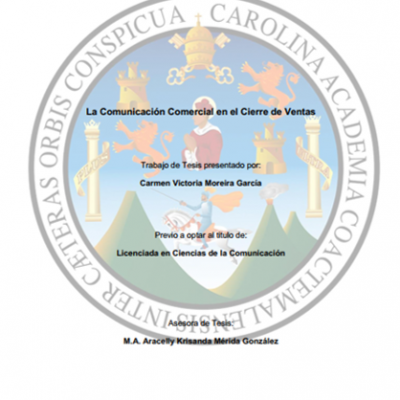 CAROLINA ACADEMIA COACTEMALENSIS INTER CÆTERAS ORBIS CONSPICUA
La Comunicación Comercial en el Cierre de Ventas
Trabajo de Tesis presentado por:
Carmen Victoria Moreira García
Previo a optar al título de:
Licenciada en Ciencias de la Comunicación
Asesora de Tesis:
M.A. Aracelly Krisanda Mérida González